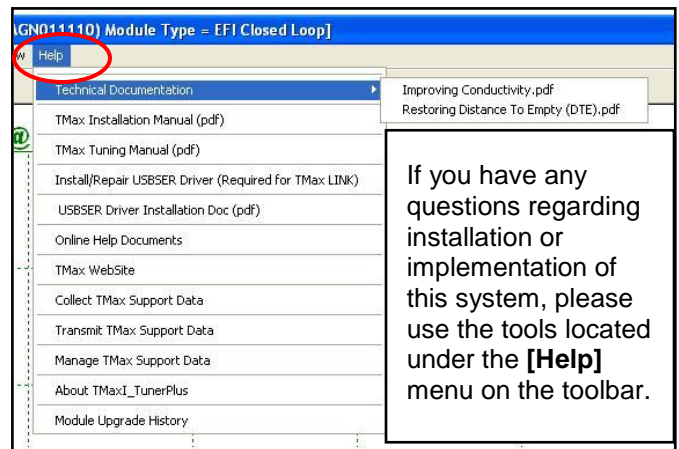 AGN011110) Module Type = EFI Closed Loop]
w Help
Technical Documentation
Improving Conductivity.pdf
Restoring Distance To Empty (DTE).pdf
TMax Installation Manual (pdf)
@
TMax Tuning Manual (pdf)
Install/Repair USBSER Driver (Required for TMax LINK)
USBSER Driver Installation Doc (pdf)
Online Help Documents
TMax WebSite
Collect TMax Support Data
Transmit TMax Support Data
Manage TMax Support Data
About TMaxI_TunerPlus
Module Upgrade History
If you have any
questions regarding
installation or
implementation of
this system, please
use the tools located
under the [Help]
menu on the toolbar.